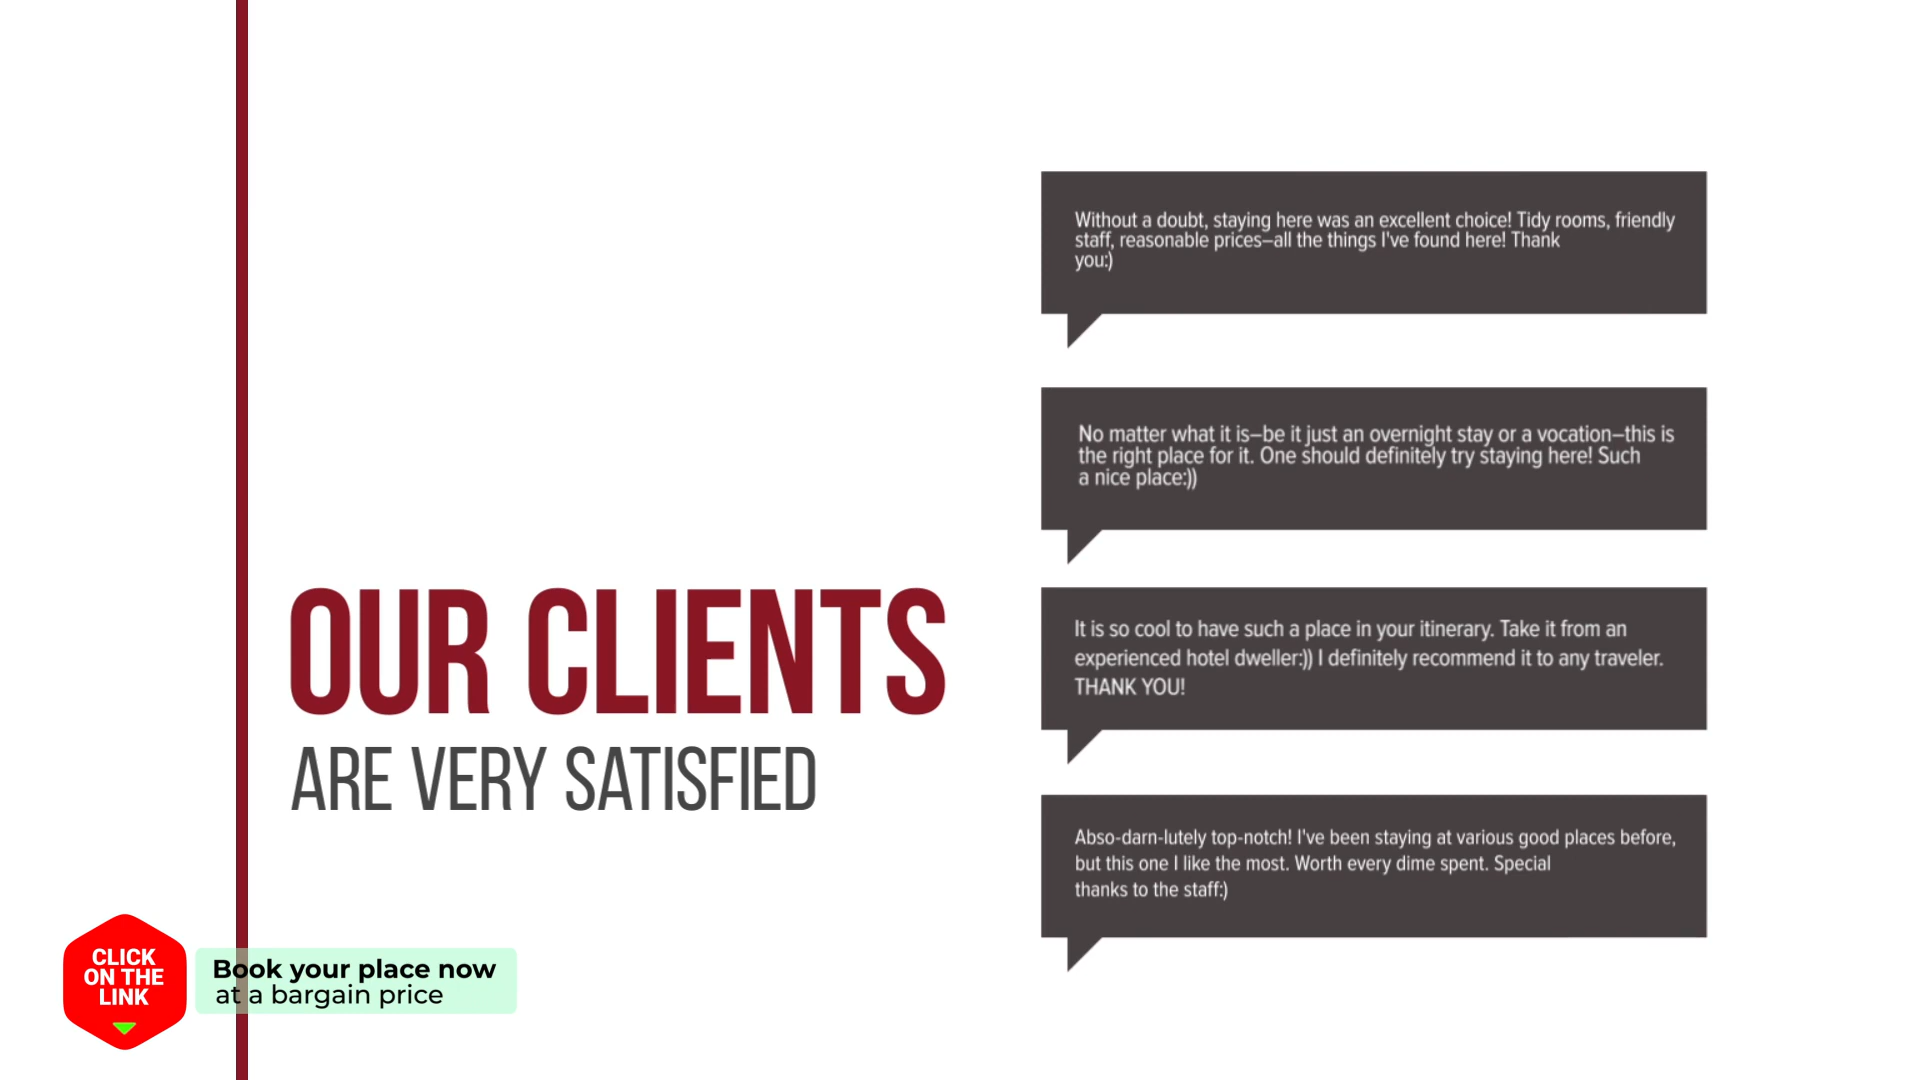 Without a doubt, staying here was an excellent choice! Tidy rooms, friendly
staff, reasonable prices–all the things I've found here! Thank
you:)
No matter what it is–be it just an overnight stay or a vocation–this is
the right place for it. One should definitely try staying here! Such
a nice place:))
OUR CLIENTS
ARE VERY SATISFIED
It is so cool to have such a place in your itinerary. Take it from an
experienced hotel dweller:)) I definitely recommend it to any traveler.
THANK YOU!
Abso-darn-lutely top-notch! I've been staying at various good places before,
but this one I like the most. Worth every dime spent. Special
thanks to the staff:)
CLICK
ON THE
LINK
Book your place now
at a bargain price